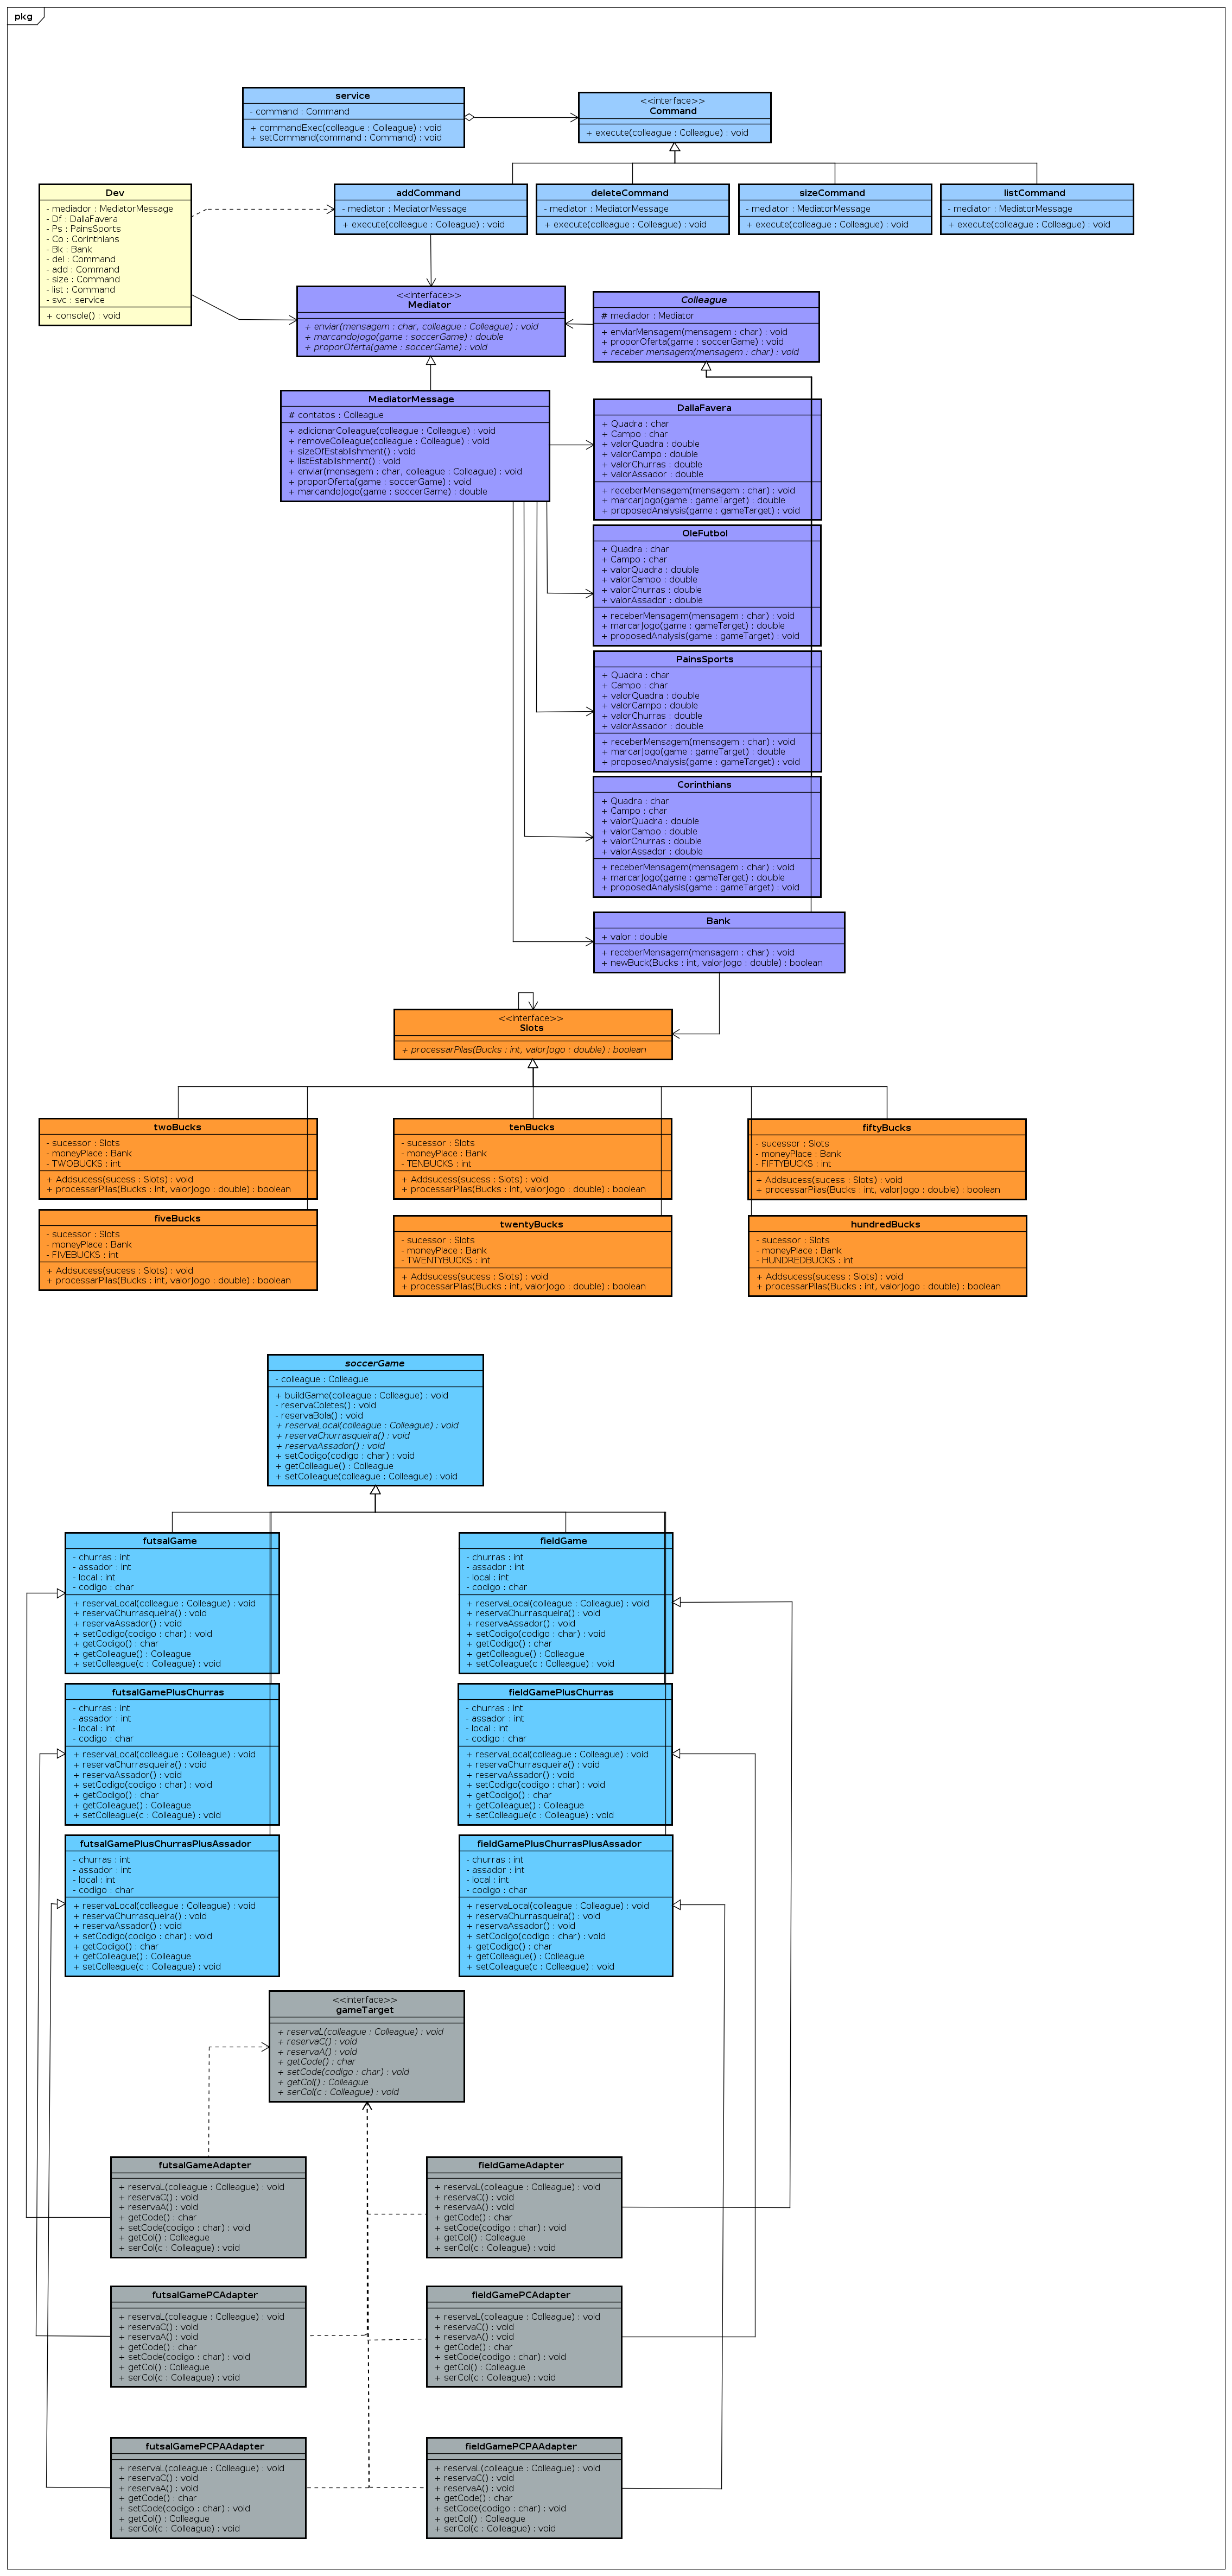 pkg
service
- command : Command
+ commandExec(colleague : Colleague) : void
+ setCommand(command : Command) : void
<<interface>>
Command
+ execute(colleague : Colleague) : void
Dev
- mediador : MediatorMessage
- Df : DallaFavera
- Ps : PainsSports
- Co : Corinthians
- Bk : Bank
- del : Command
- add : Command
- size : Command
- list : Command
- svc : service
+ console() : void
addCommand
- mediator : MediatorMessage
+ execute(colleague : Colleague) : void
deleteCommand
- mediator : MediatorMessage
+ execute(colleague : Colleague) : void
sizeCommand
- mediator : MediatorMessage
+ execute(colleague : Colleague) : void
listCommand
- mediator : MediatorMessage
+ execute(colleague : Colleague) : void
<<interface>>
Mediator
+ enviar(mensagem : char, colleague : Colleague) : void
+ marcandoJogo(game : soccerGame) : double
+ proporOferta(game : soccerGame) : void
Colleague
# mediador : Mediator
+ enviarMensagem(mensagem : char) : void
+ proporOferta(game : soccerGame) : void
+ receber mensagem(mensagem : char) : void
MediatorMessage
# contatos : Colleague
+ adicionarColleague(colleague : Colleague) : void
+ removeColleague(colleague : Colleague) : void
+ sizeOfEstablishment() : void
+ listEstablishment() : void
+ enviar(mensagem : char, colleague : Colleague) : void
+ proporOferta(game : soccerGame) : void
+ marcandoJogo(game : soccerGame) : double
DallaFavera
+ Quadra : char
+ Campo : char
+ valorQuadra : double
+ valorCampo : double
+ valorChurras : double
+ valorAssador : double
+ receberMensagem(mensagem : char) : void
+ marcarJogo(game : gameTarget) : double
+ proposedAnalysis(game : gameTarget) : void
OleFutbol
+ Quadra : char
+ Campo : char
+ valorQuadra : double
+ valorCampo : double
+ valorChurras : double
+ valorAssador : double
+ receberMensagem(mensagem : char) : void
+ marcarJogo(game : gameTarget) : double
+ proposedAnalysis(game : gameTarget) : void
PainsSports
+ Quadra : char
+ Campo : char
+ valorQuadra : double
+ valorCampo : double
+ valorChurras : double
+ valorAssador : double
+ receberMensagem(mensagem : char) : void
+ marcarJogo(game : gameTarget) : double
+ proposedAnalysis(game : gameTarget) : void
Corinthians
+ Quadra : char
+ Campo : char
+ valorQuadra : double
+ valorCampo : double
+ valorChurras : double
+ valorAssador : double
+ receberMensagem(mensagem : char) : void
+ marcarJogo(game : gameTarget) : double
+ proposedAnalysis(game : gameTarget) : void
Bank
+ valor : double
+ receberMensagem(mensagem : char) : void
+ newBuck(Bucks : int, valorJogo : double) : boolean
<<interface>>
Slots
+ processarPilas(Bucks : int, valorJogo : double) : boolean
twoBucks
- sucessor : Slots
- moneyPlace : Bank
- TWOBUCKS : int
+ Addsucess(sucess : Slots) : void
+ processarPilas(Bucks : int, valorJogo : double) : boolean
tenBucks
- sucessor : Slots
- moneyPlace : Bank
- TENBUCKS : int
+ Addsucess(sucess : Slots) : void
+ processarPilas(Bucks : int, valorJogo : double) : boolean
fiftyBucks
- sucessor : Slots
- moneyPlace : Bank
- FIFTYBUCKS : int
+ Addsucess(sucess : Slots) : void
+ processarPilas(Bucks : int, valorJogo : double) : boolean
fiveBucks
- sucessor : Slots
- moneyPlace : Bank
- FIVEBUCKS : int
+ Addsucess(sucess : Slots) : void
+ processarPilas(Bucks : int, valorJogo : double) : boolean
twentyBucks
- sucessor : Slots
- moneyPlace : Bank
- TWENTYBUCKS : int
+ Addsucess(sucess : Slots) : void
+ processarPilas(Bucks : int, valorJogo : double) : boolean
hundredBucks
- sucessor : Slots
- moneyPlace : Bank
- HUNDREDBUCKS : int
+ Addsucess(sucess : Slots) : void
+ processarPilas(Bucks : int, valorJogo : double) : boolean
soccerGame
- colleague : Colleague
+ buildGame(colleague : Colleague) : void
- reservaColetes() : void
- reservaBola() : void
+ reservaLocal(colleague : Colleague) : void
+ reservaChurrasqueira() : void
+ reservaAssador() : void
+ setCodigo(codigo : char) : void
+ getColleague() : Colleague
+ setColleague(colleague : Colleague) : void
futsalGame
- churras : int
- assador : int
- local : int
- codigo : char
+ reservaLocal(colleague : Colleague) : void
+ reservaChurrasqueira() : void
+ reservaAssador() : void
+ setCodigo(codigo : char) : void
+ getCodigo() : char
+ getColleague() : Colleague
+ setColleague(c : Colleague) : void
fieldGame
- churras : int
- assador : int
- local : int
- codigo : char
+ reservaLocal(colleague : Colleague) : void
+ reservaChurrasqueira() : void
+ reservaAssador() : void
+ setCodigo(codigo : char) : void
+ getCodigo() : char
+ getColleague() : Colleague
+ setColleague(c : Colleague) : void
futsalGamePlusChurras
- churras : int
- assador : int
- local : int
- codigo : char
+ reservaLocal(colleague : Colleague) : void
+ reservaChurrasqueira() : void
+ reservaAssador() : void
+ setCodigo(codigo : char) : void
+ getCodigo() : char
+ getColleague() : Colleague
+ setColleague(c : Colleague) : void
fieldGamePlusChurras
- churras : int
- assador : int
- local : int
- codigo : char
+ reservaLocal(colleague : Colleague) : void
+ reservaChurrasqueira() : void
+ reservaAssador() : void
+ setCodigo(codigo : char) : void
+ getCodigo() : char
+ getColleague() : Colleague
+ setColleague(c : Colleague) : void
futsalGamePlusChurrasPlusAssador
- churras : int
- assador : int
- local : int
- codigo : char
+ reservaLocal(colleague : Colleague) : void
+ reservaChurrasqueira() : void
+ reservaAssador() : void
+ setCodigo(codigo : char) : void
+ getCodigo() : char
+ getColleague() : Colleague
+ setColleague(c : Colleague) : void
fieldGamePlusChurrasPlusAssador
- churras : int
- assador : int
- local : int
- codigo : char
+ reservaLocal(colleague : Colleague) : void
+ reservaChurrasqueira() : void
+ reservaAssador() : void
+ setCodigo(codigo : char) : void
+ getCodigo() : char
+ getColleague() : Colleague
+ setColleague(c : Colleague) : void
<<interface>>
gameTarget
+ reservaL(colleague : Colleague) : void
+ reservaC() : void
+ reservaA() : void
+ getCode() : char
+ setCode(codigo : char) : void
+ getCol() : Colleague
+ serCol(c : Colleague) : void
futsalGameAdapter
+ reservaL(colleague : Colleague) : void
+ reservaC() : void
+ reservaA() : void
+ getCode() : char
+ setCode(codigo : char) : void
+ getCol() : Colleague
+ serCol(c : Colleague) : void
fieldGameAdapter
+ reservaL(colleague : Colleague) : void
+ reservaC() : void
+ reservaA() : void
+ getCode() : char
+ setCode(codigo : char) : void
+ getCol() : Colleague
+ serCol(c : Colleague) : void
futsalGamePCAdapter
+ reservaL(colleague : Colleague) : void
+ reservaC() : void
+ reservaA() : void
+ getCode() : char
+ setCode(codigo : char) : void
+ getCol() : Colleague
+ serCol(c : Colleague) : void
fieldGamePCAdapter
+ reservaL(colleague : Colleague) : void
+ reservaC() : void
+ reservaA() : void
+ getCode() : char
+ setCode(codigo : char) : void
+ getCol() : Colleague
+ serCol(c : Colleague) : void
futsalGamePCPAAdapter
+ reservaL(colleague : Colleague) : void
+ reservaC() : void
+ reservaA() : void
+ getCode() : char
+ setCode(codigo : char) : void
+ getCol() : Colleague
+ serCol(c : Colleague) : void
fieldGamePCPAAdapter
+ reservaL(colleague : Colleague) : void
+ reservaC() : void
+ reservaA() : void
+ getCode() : char
+ setCode(codigo : char) : void
+ getCol() : Colleague
+ serCol(c : Colleague) : void